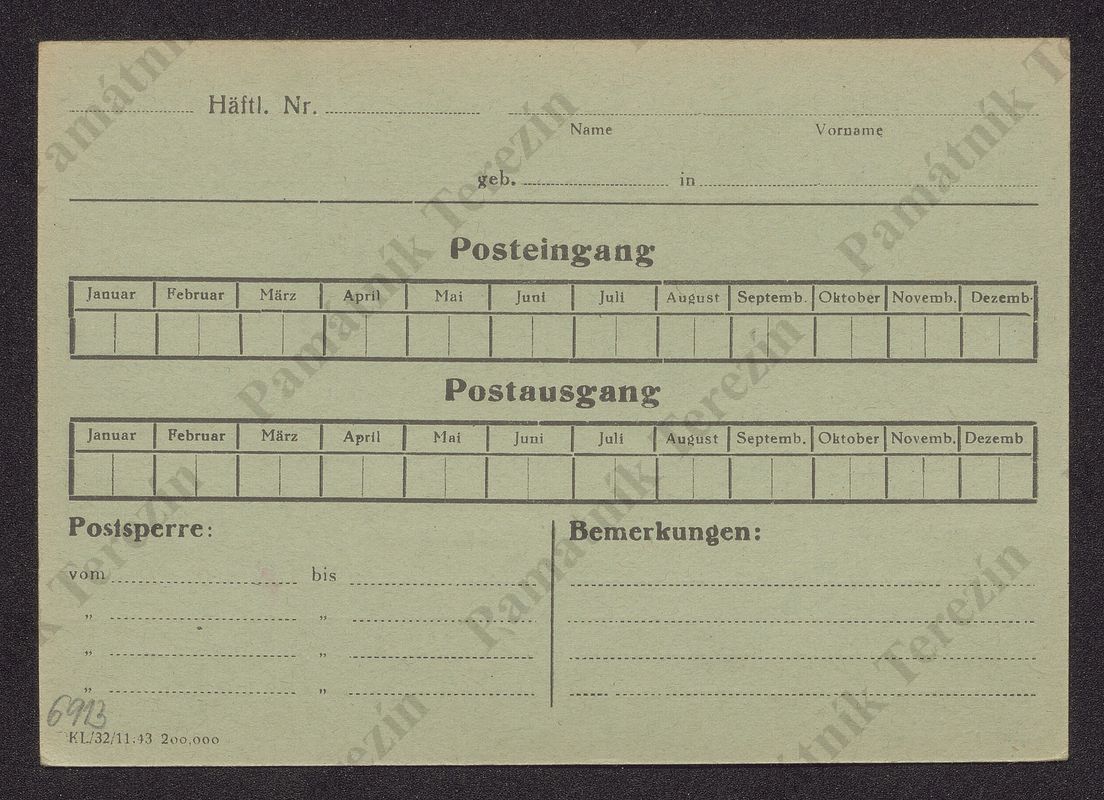 Häftl. Nr.
Name Vorname
geb. in
Posteingang
Januar Februar März April Mai Juni Juli August Septemb. Oktober Novemb. Dezemb.
Postausgang
Januar Februar März April Mai Juni Juli August Septemb. Oktober Novemb. Dezemb
Postsperre: Bemerkungen:
vom bis
„ „
„ „
„ „
6913
KL/32/11.43 200,000
Památník Terezín